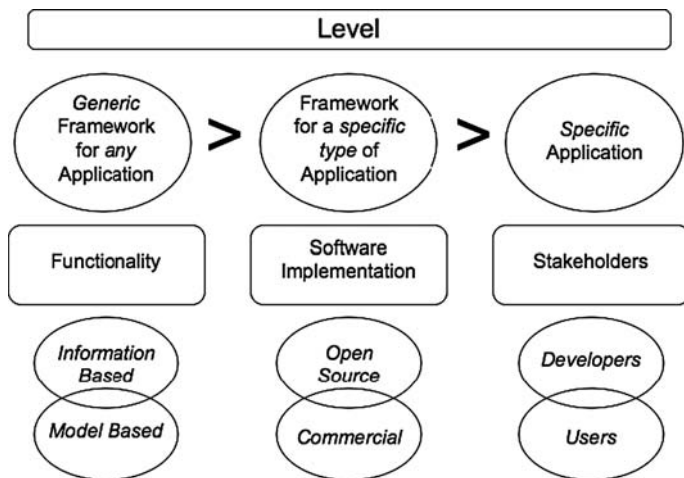 Level
Generic
Framework
for any
Application
>
Framework
for a specific
type of
Application
>
Specific
Application
Functionality
Software
Implementation
Stakeholders
Information
Based
Model Based
Open
Source
Commercial
Developers
Users